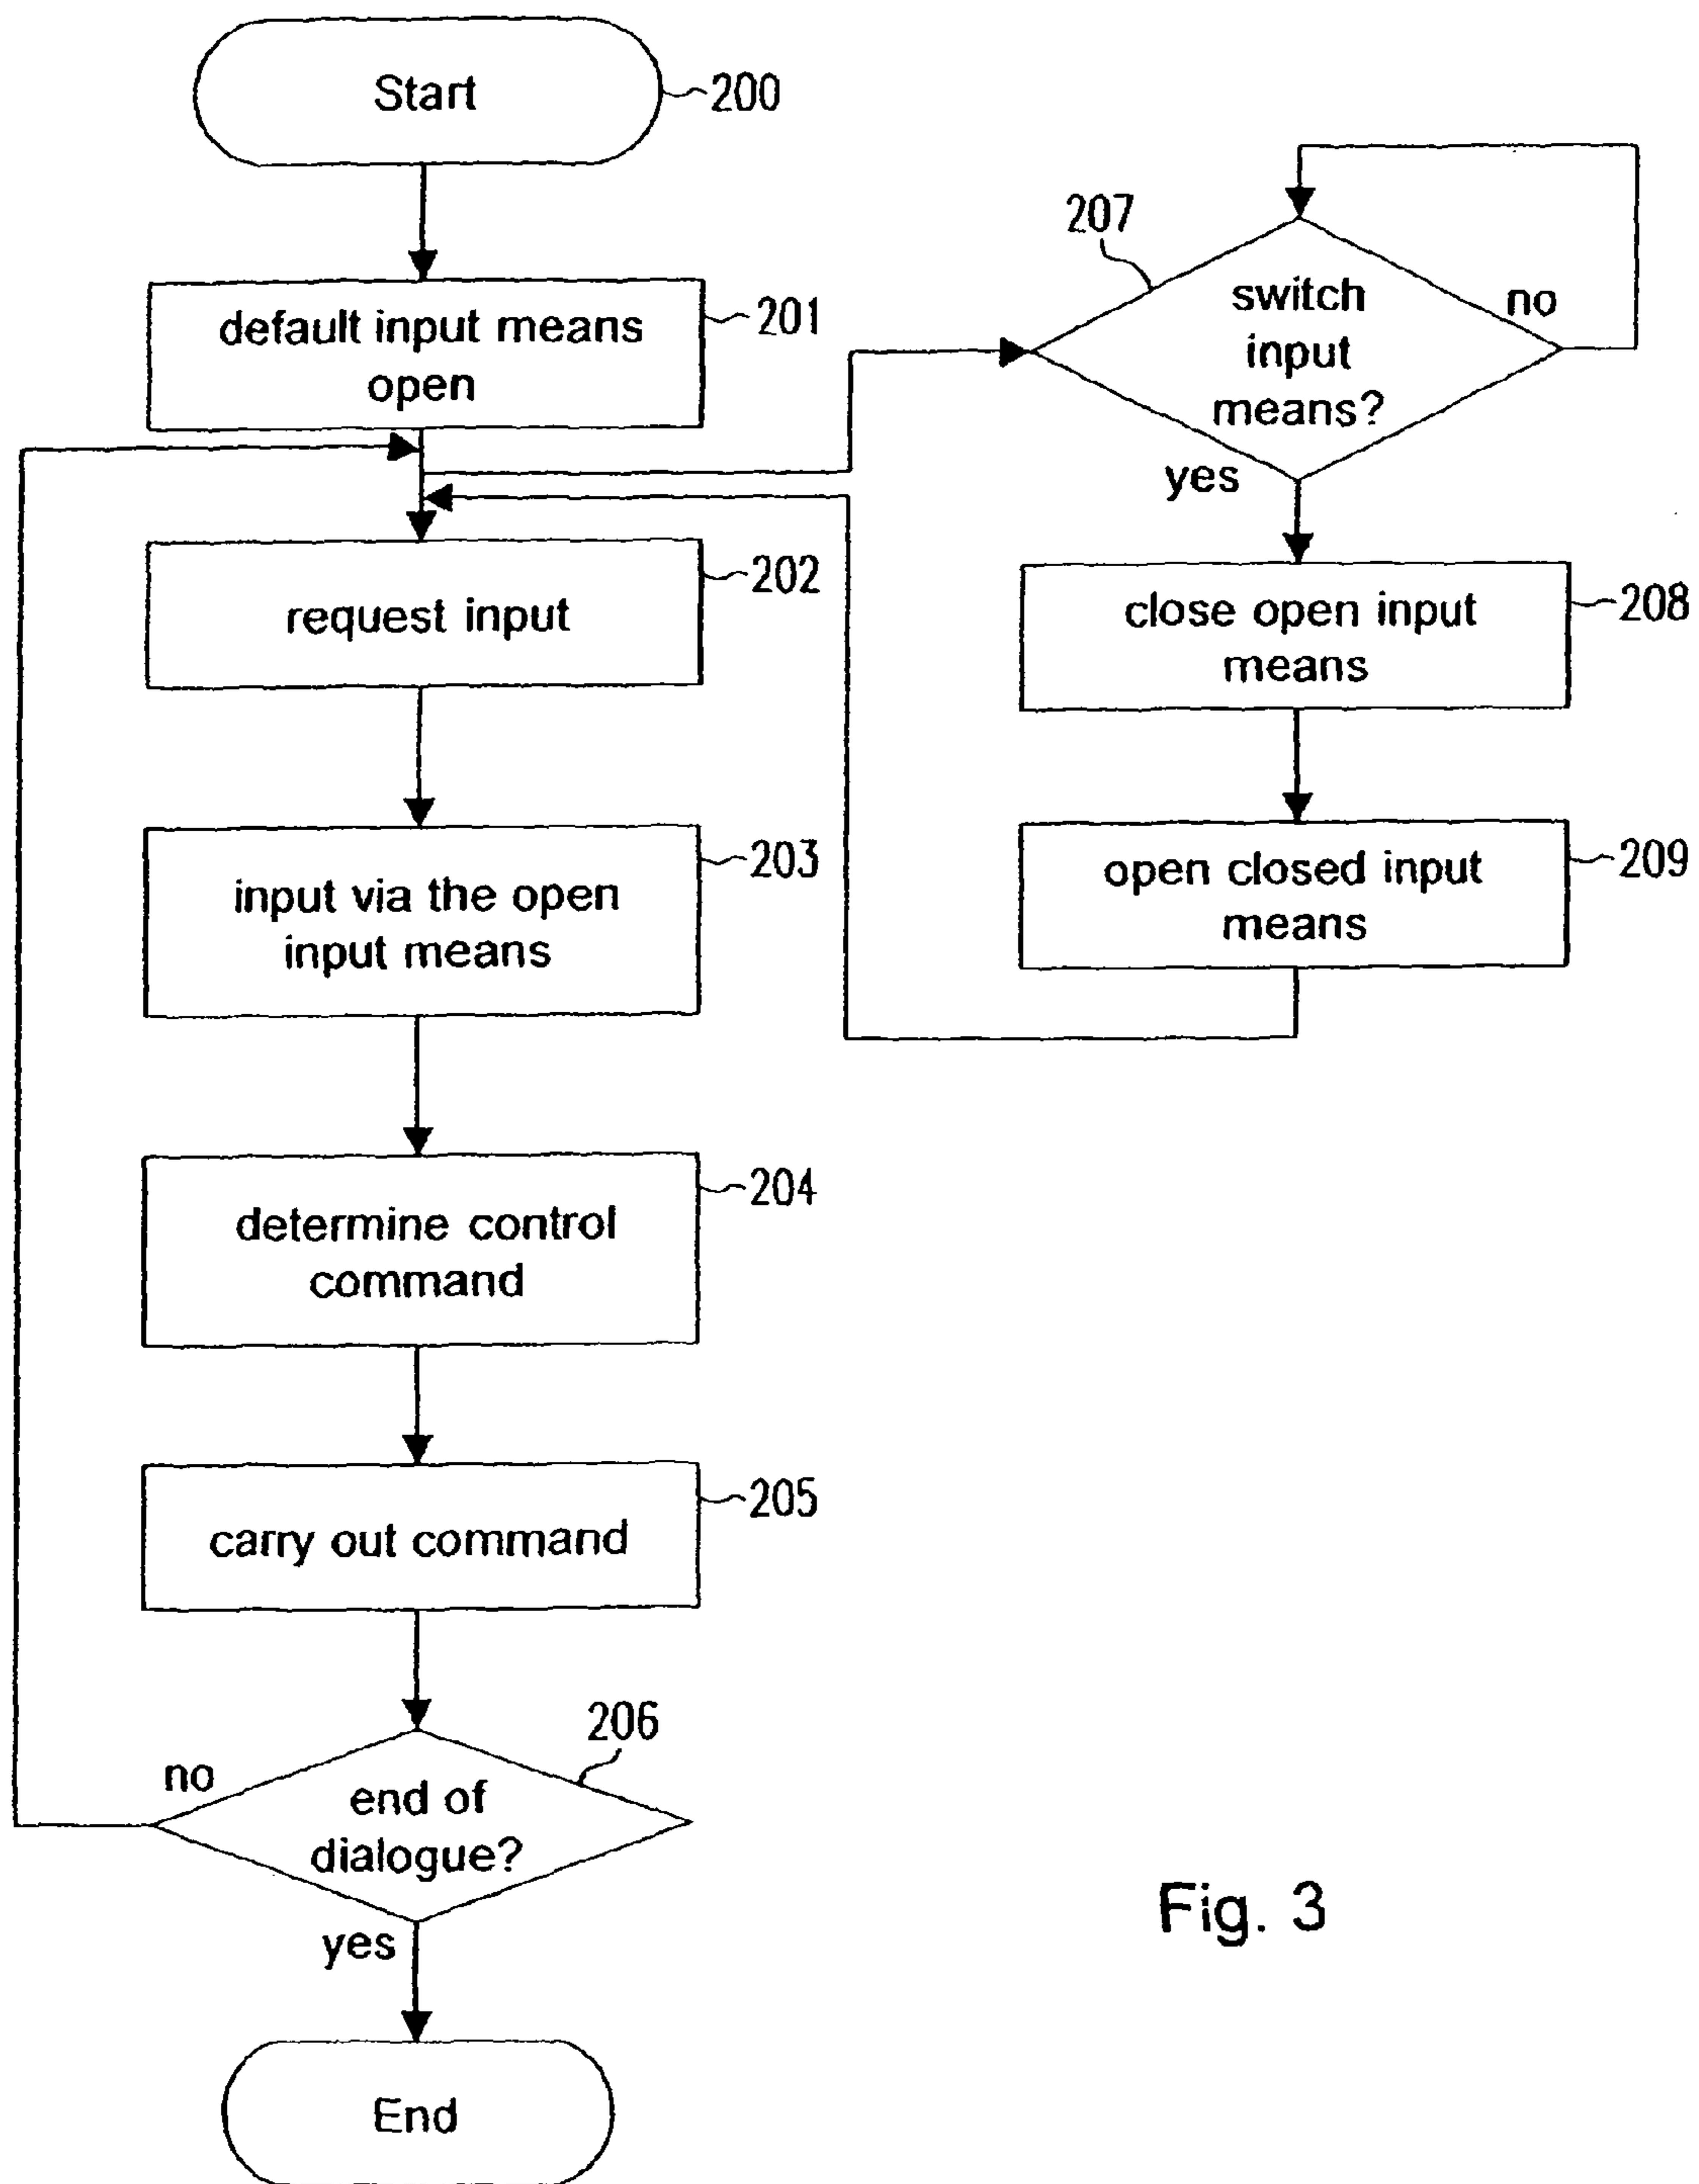 Start
200
default input means
open
201
request input
202
input via the open
input means
203
determine control
command
204
carry out command
205
206
no
end of
dialogue?
yes
End
207
switch
input
means?
no
yes
close open input
means
208
open closed input
means
209
Fig. 3